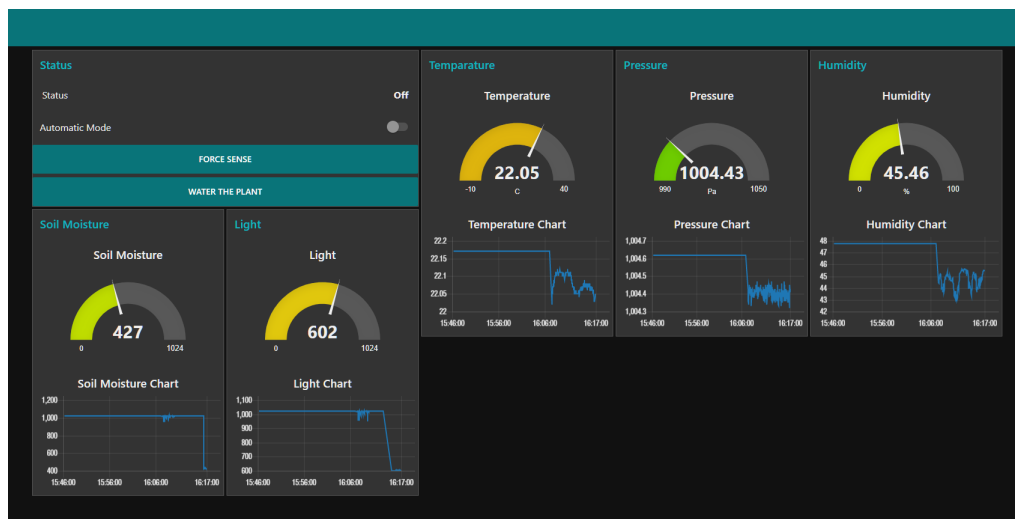 Status
Status Off
Automatic Mode
FORCE SENSE
WATER THE PLANT
Temparature
Temperature
22.05
-10 C 40
Temperature Chart
22.2
22.15
22.1
22.05
22
15:46:00 15:56:00 16:06:00 16:17:00
Pressure
Pressure
1004.43
990 Pa 1050
Pressure Chart
1,004.7
1,004.6
1,004.5
1,004.4
1,004.3
15:46:00 15:56:00 16:06:00 16:17:00
Humidity
Humidity
45.46
0 % 100
Humidity Chart
48
47
46
45
44
43
42
15:46:00 15:56:00 16:06:00 16:17:00
Soil Moisture
Soil Moisture
427
0 1024
Soil Moisture Chart
1,200
1,000
800
600
400
15:46:00 15:56:00 16:06:00 16:17:00
Light
Light
602
0 1024
Light Chart
1,100
1,000
900
800
700
600
15:46:00 15:56:00 16:06:00 16:17:00